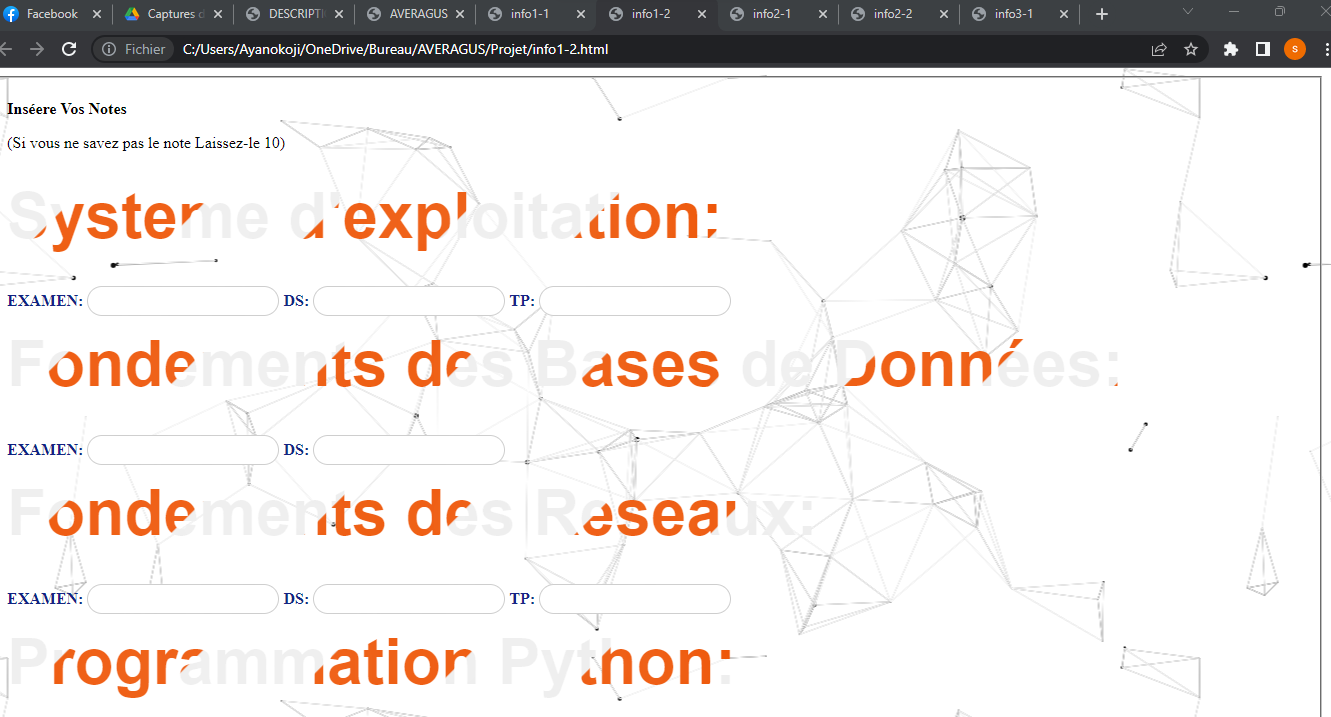 Facebook
Captures d
DESCRIPTI
AVERAGUS
info1-1
info1-2
info2-1
info2-2
info3-1
Fichier C:/Users/Ayanokoji/OneDrive/Bureau/AVERAGUS/Projet/info1-2.html
S
Inséere Vos Notes
(Si vous ne savez pas le note Laissez-le 10)
Systeme d'exploitation:
EXAMEN: DS: TP:
Fondements des Bases de Données:
EXAMEN: DS:
Fondements des Reseaux:
EXAMEN: DS: TP:
Programmation Python: